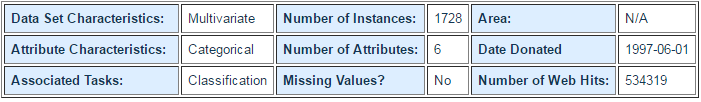 Data Set Characteristics: Multivariate Number of Instances: 1728 Area: N/A
Attribute Characteristics: Categorical Number of Attributes: 6 Date Donated 1997-06-01
Associated Tasks: Classification Missing Values? No Number of Web Hits: 534319